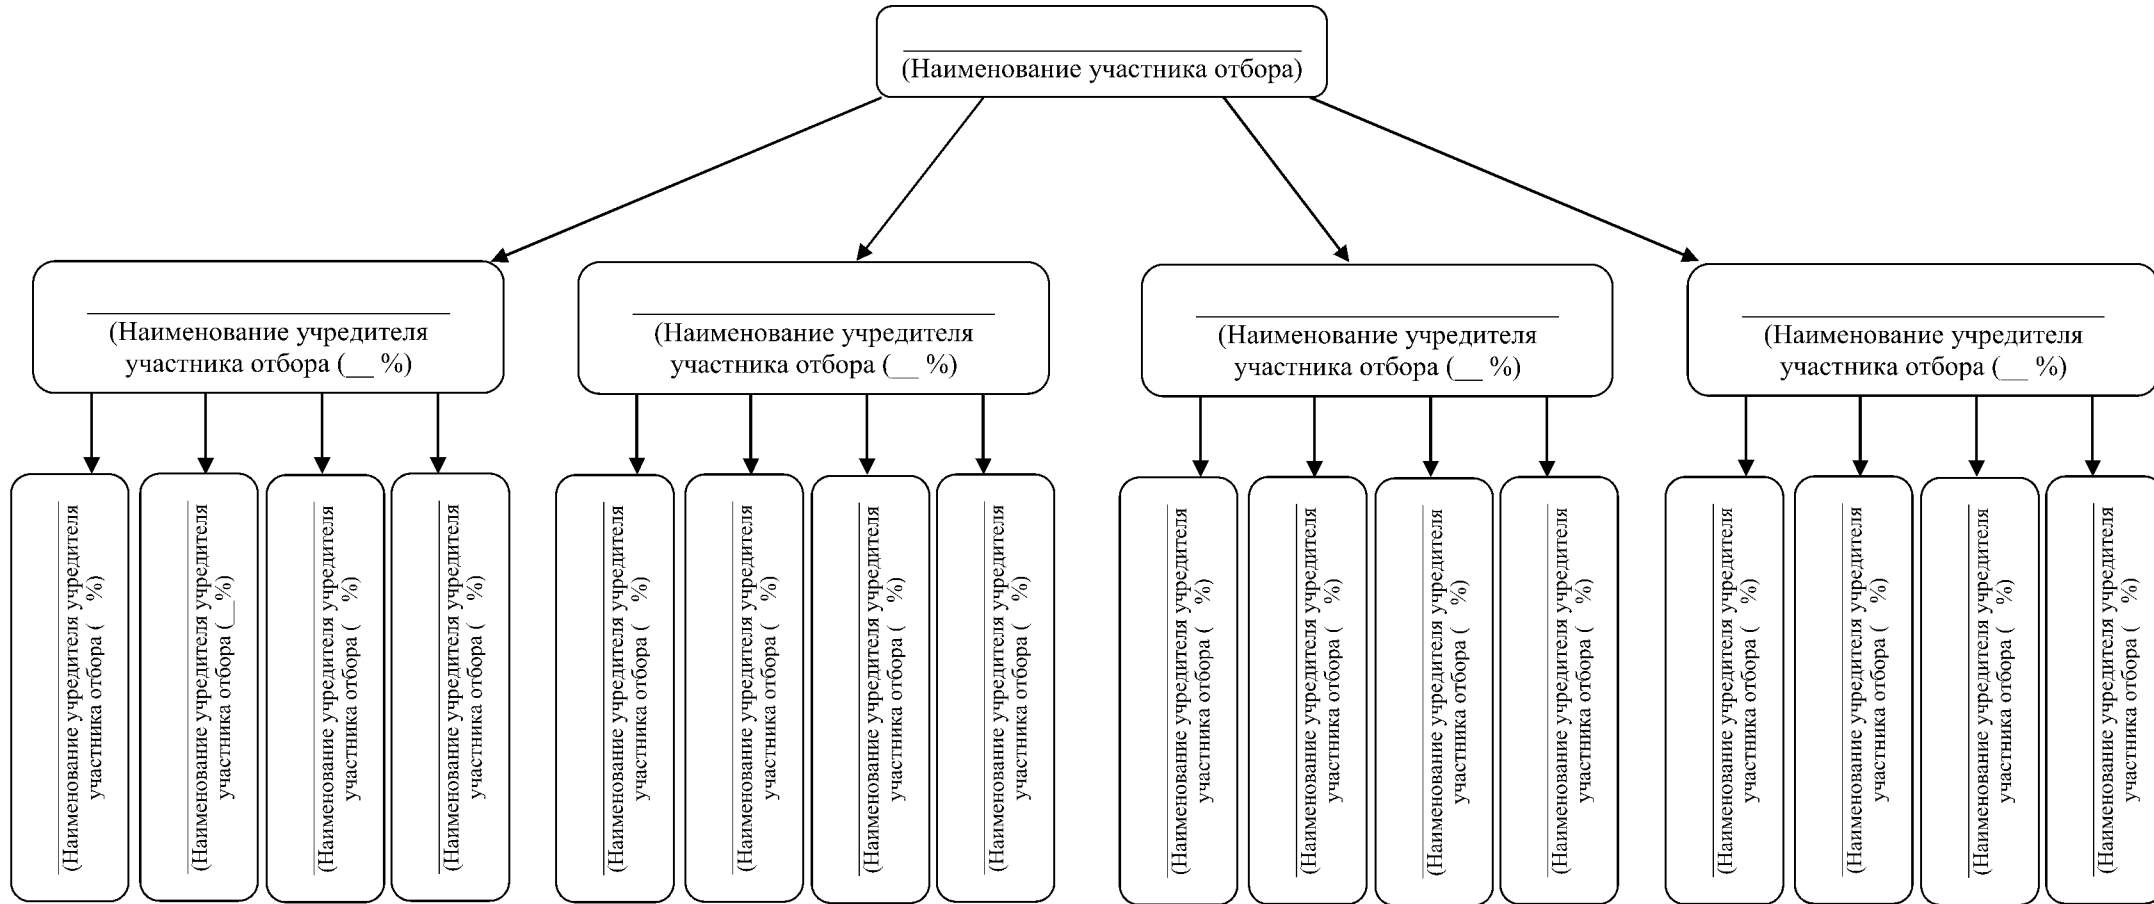 (Наименование участника отбора)
(Наименование учредителя
участника отбора (__ %)
(Наименование учредителя
участника отбора (__ %)
(Наименование учредителя
участника отбора (__ %)
(Наименование учредителя
участника отбора (__ %)
(Наименование учредителя учредителя
участника отбора ( %)
(Наименование учредителя учредителя
участника отбора (__%)
(Наименование учредителя учредителя
участника отбора ( %)
(Наименование учредителя учредителя
участника отбора ( %)
(Наименование учредителя учредителя
участника отбора ( %)
(Наименование учредителя учредителя
участника отбора ( %)
(Наименование учредителя учредителя
участника отбора ( %)
(Наименование учредителя учредителя
участника отбора ( %)
(Наименование учредителя учредителя
участника отбора ( %)
(Наименование учредителя учредителя
участника отбора ( %)
(Наименование учредителя учредителя
участника отбора ( %)
(Наименование учредителя учредителя
участника отбора ( %)
(Наименование учредителя учредителя
участника отбора ( %)
(Наименование учредителя учредителя
участника отбора ( %)
(Наименование учредителя учредителя
участника отбора ( %)
(Наименование учредителя учредителя
участника отбора ( %)